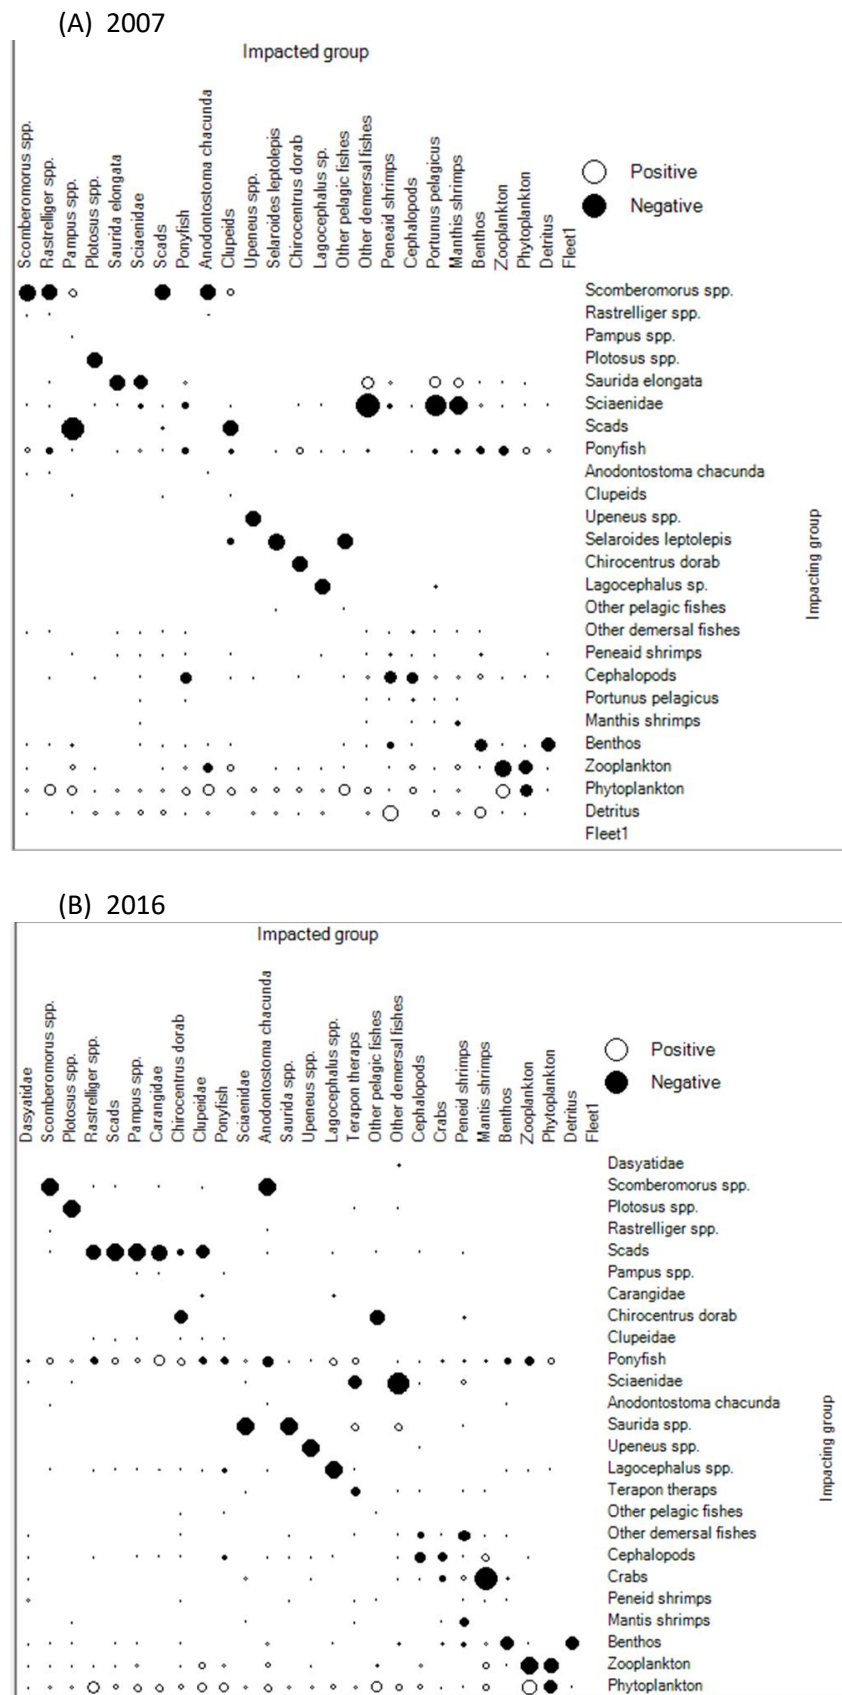 (A) 2007
Impacted group
Scomberomorus spp.
Rastrelliger spp.
Pampus spp.
Plotosus spp.
Saurida elongata
Sciaenidae
Scads
Ponyfish
Anodontostoma chacunda
Clupeids
Upeneus spp.
Selaroides leptolepis
Chirocentrus dorab
Lagocephalus sp.
Other pelagic fishes
Other demersal fishes
Peneaid shrimps
Cephalopods
Portunus pelagicus
Manthis shrimps
Benthos
Zooplankton
Phytoplankton
Detritus
Fleet1
Positive
Negative
Scomberomorus spp.
Rastrelliger spp.
Pampus spp.
Plotosus spp.
Saurida elongata
Sciaenidae
Scads
Ponyfish
Anodontostoma chacunda
Clupeids
Upeneus spp.
Selaroides leptolepis
Chirocentrus dorab
Lagocephalus sp.
Other pelagic fishes
Other demersal fishes
Peneaid shrimps
Cephalopods
Portunus pelagicus
Manthis shrimps
Benthos
Zooplankton
Phytoplankton
Detritus
Fleet1
Impacting group
(B) 2016
Impacted group
Dasyatidae
Scomberomorus spp.
Plotosus spp.
Rastrelliger spp.
Scads
Pampus spp.
Carangidae
Chirocentrus dorab
Clupeidae
Ponyfish
Sciaenidae
Anodontostoma chacunda
Saurida spp.
Upeneus spp.
Lagocephalus spp.
Terapon theraps
Other pelagic fishes
Other demersal fishes
Cephalopods
Crabs
Peneid shrimps
Mantis shrimps
Benthos
Zooplankton
Phytoplankton
Detritus
Fleet1
Positive
Negative
Dasyatidae
Scomberomorus spp.
Plotosus spp.
Rastrelliger spp.
Scads
Pampus spp.
Carangidae
Chirocentrus dorab
Clupeidae
Ponyfish
Sciaenidae
Anodontostoma chacunda
Saurida spp.
Upeneus spp.
Lagocephalus spp.
Terapon theraps
Other pelagic fishes
Other demersal fishes
Cephalopods
Crabs
Peneid shrimps
Mantis shrimps
Benthos
Zooplankton
Phytoplankton
Impacting group